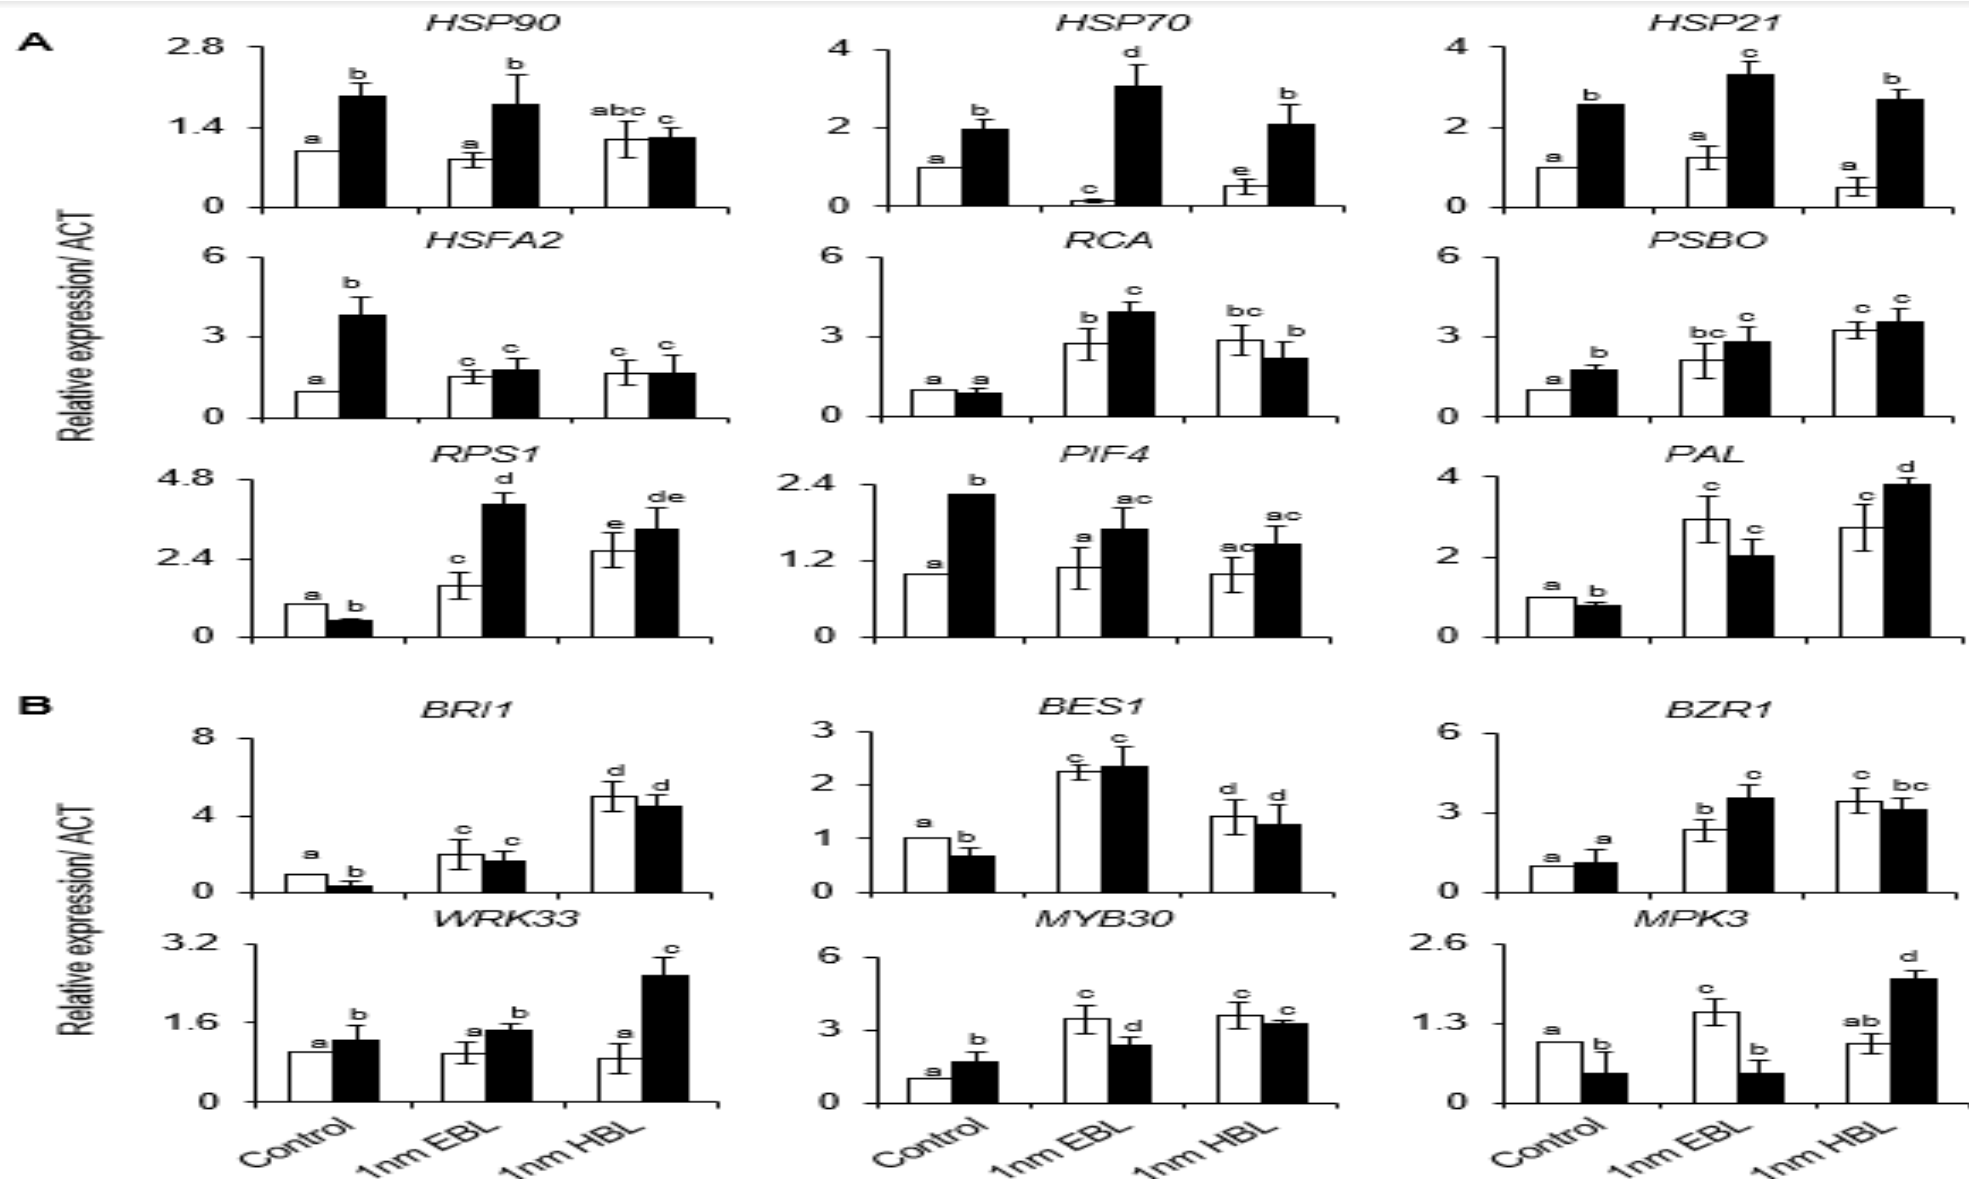 A
HSP90
HSP70
HSP21
2.8
1.4
0
a
b
a
b
abc
c
4
2
0
a
b
c
d
e
b
4
2
0
a
b
a
c
a
b
Relative expression/ ACT
HSFA2
RCA
PSBO
6
3
0
a
b
c
c
c
c
6
3
0
a
a
b
c
bc
b
6
3
0
a
b
bc
c
c
c
RPS1
PIF4
PAL
4.8
2.4
0
a
b
c
d
e
de
2.4
1.2
0
a
b
a
ac
ac
ac
4
2
0
a
b
c
c
c
d
B
BRI1
BES1
BZR1
8
4
0
a
b
c
c
d
d
3
2
1
0
a
b
c
c
d
d
6
3
0
a
a
b
c
c
bc
Relative expression/ ACT
WRK33
MYB30
MPK3
3.2
1.6
0
a
b
a
b
a
c
6
3
0
a
b
c
d
c
c
2.6
1.3
0
a
b
c
b
ab
d
Control
1nm EBL
1nm HBL
Control
1nm EBL
1nm HBL
Control
1nm EBL
1nm HBL